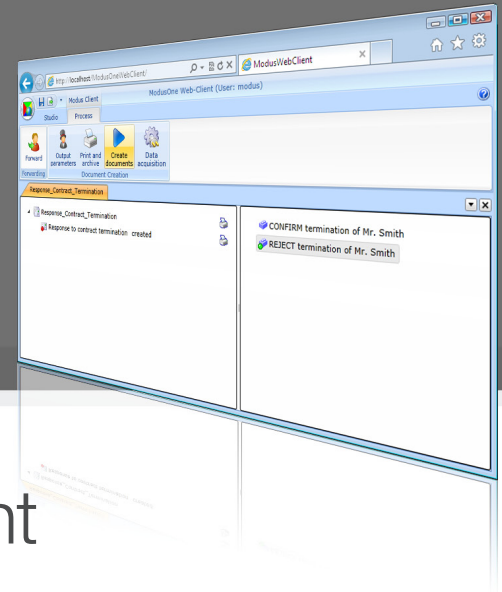 http://localhost/ModusOneWebClient/
ModusWebClient
ModusOne Web-Client (User: modus)
Modus Client
Studio
Process
Forward
Output parameters
Print and archive
Create documents
Data acquisition
Forwarding
Document Creation
Response_Contract_Termination
Response_Contract_Termination
Response to contract termination created
CONFIRM termination of Mr. Smith
REJECT termination of Mr. Smith
nt